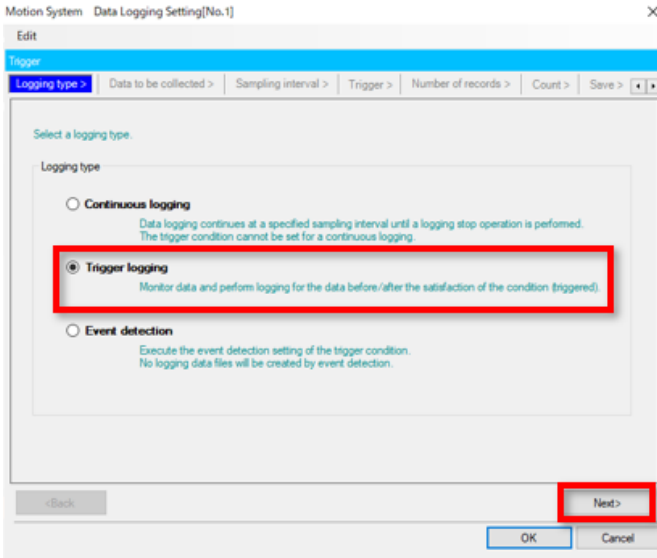 Motion System    Data Logging Setting[No.1]
Edit
Trigger
Logging type > Data to be collected > Sampling interval > Trigger > Number of records > Count > Save >
Select a logging type.
Logging type
Continuous logging
Data logging continues at a specified sampling interval until a logging stop operation is performed.
The trigger condition cannot be set for a continuous logging.
Trigger logging
Monitor data and perform logging for the data before/after the satisfaction of the condition (triggered).
Event detection
Execute the event detection setting of the trigger condition.
No logging data files will be created by event detection.
<Back Next>
OK Cancel